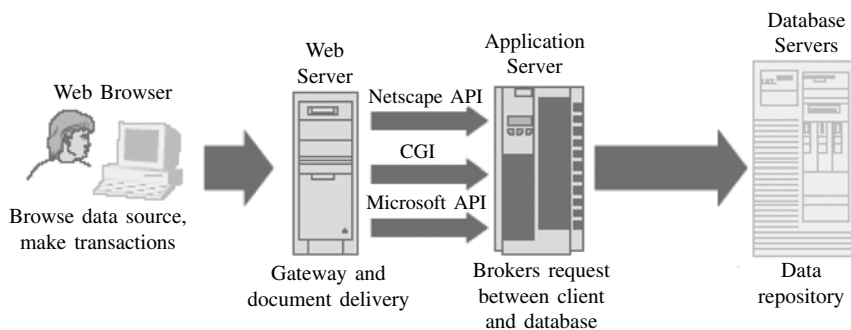 Web Browser
Browse data source,
make transactions
Web
Server
Gateway and
document delivery
Netscape API
CGI
Microsoft API
Application
Server
Brokers request
between client
and database
Database
Servers
Data
repository